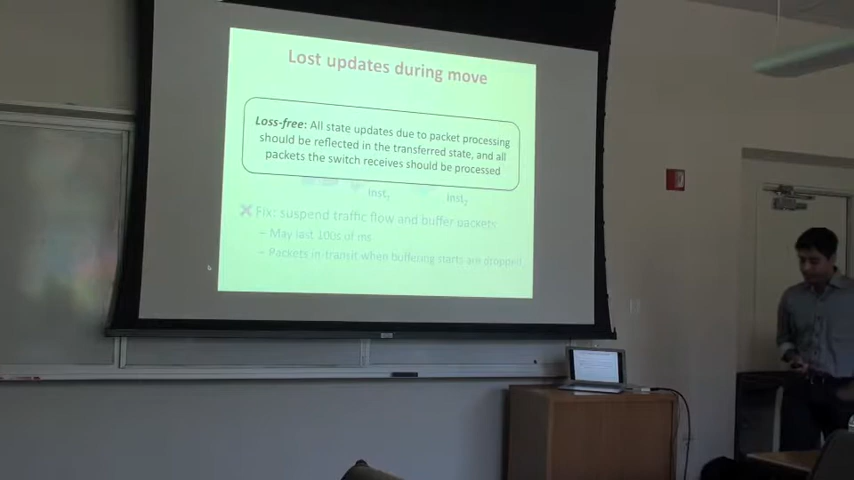 Lost updates during move
Loss-free: All state updates due to packet processing
should be reflected in the transferred state, and all
packets the switch receives should be processed
Inst₁
Inst₂
Fix: suspend traffic flow and buffer packets
– May last 100s of ms
– Packets in transit when buffering starts are dropped